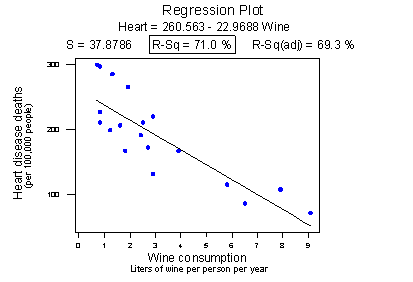 Regression Plot
Heart = 260.563 - 22.9688 Wine
S = 37.8786 R-Sq = 71.0 % R-Sq(adj) = 69.3 %
300
200
100
Heart disease deaths
(per 100,000 people)
0 1 2 3 4 5 6 7 8 9
Wine consumption
Liters of wine per person per year